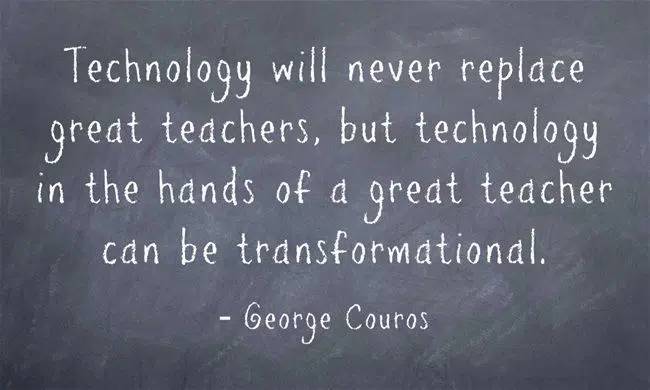 Technology will never replace
great teachers, but technology
in the hands of a great teacher
can be transformational.
- George Couros